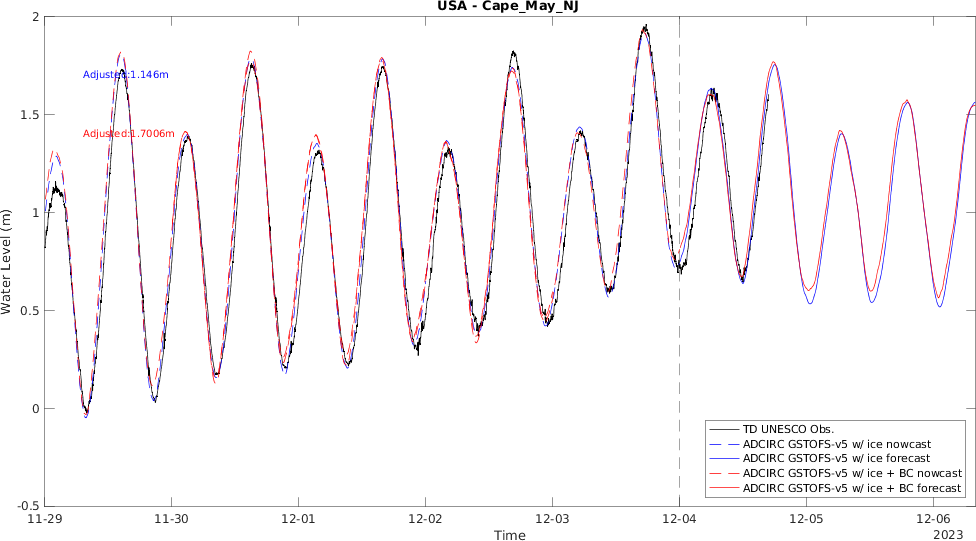 USA - Cape_May_NJ
2
1.5
1
0.5
0
-0.5
Water Level (m)
Adjusted:1.146m
Adjusted:1.7006m
TD UNESCO Obs.
ADCIRC GSTOFS-v5 w/ ice nowcast
ADCIRC GSTOFS-v5 w/ ice forecast
ADCIRC GSTOFS-v5 w/ ice + BC nowcast
ADCIRC GSTOFS-v5 w/ ice + BC forecast
11-29 11-30 12-01 12-02 12-03 12-04 12-05 12-06
Time
2023